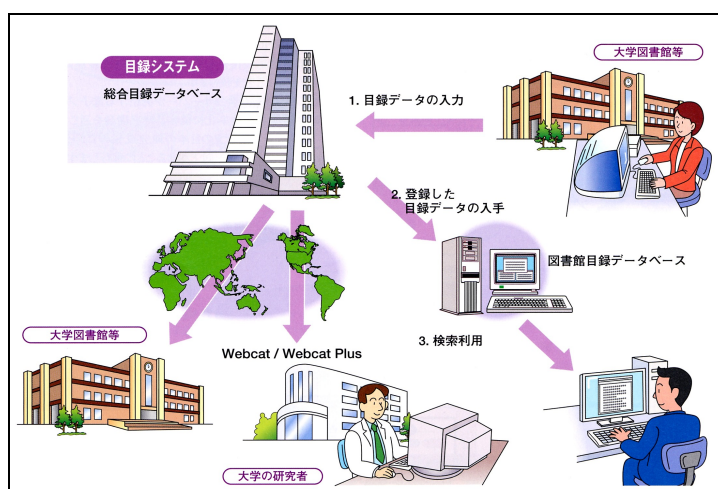 目録システム
総合目録データベース
大学図書館等
1. 目録データの入力
2. 登録した
目録データの入手
図書館目録データベース
大学図書館等
Webcat / Webcat Plus
3. 検索利用
大学の研究者